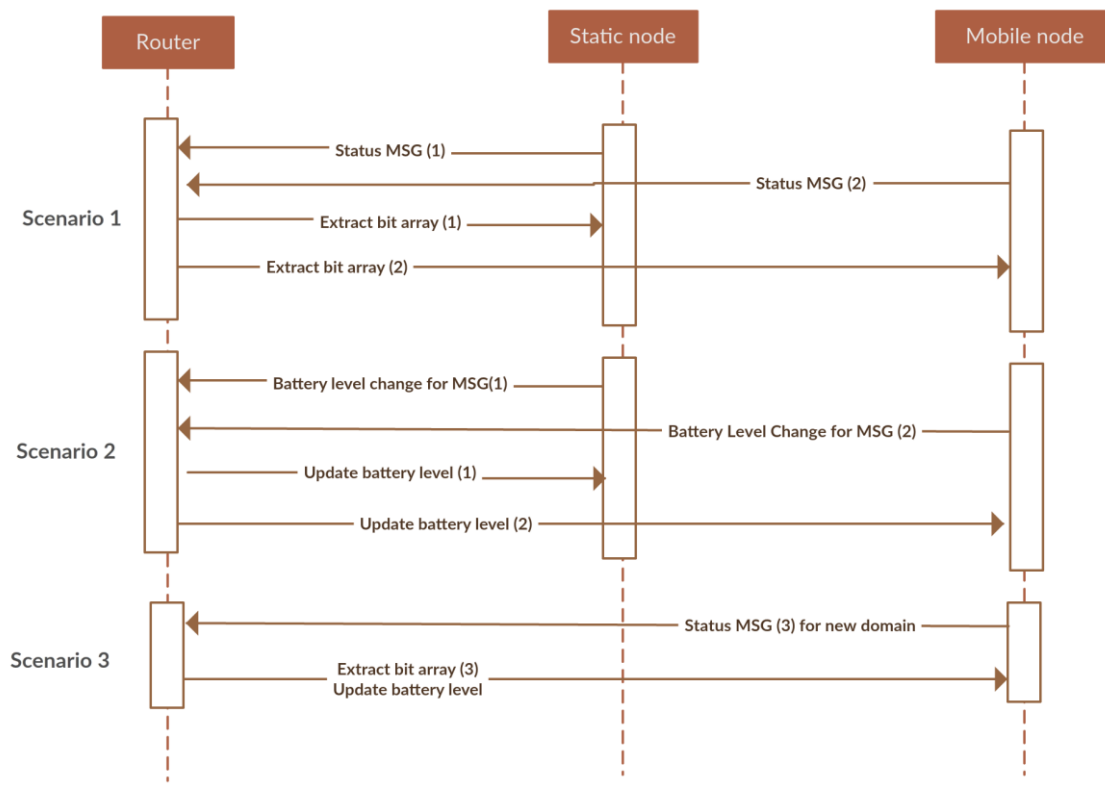 Router
Static node
Mobile node
Status MSG (1)
Status MSG (2)
Scenario 1
Extract bit array (1)
Extract bit array (2)
Battery level change for MSG(1)
Battery Level Change for MSG (2)
Scenario 2
Update battery level (1)
Update battery level (2)
Status MSG (3) for new domain
Scenario 3
Extract bit array (3)
Update battery level